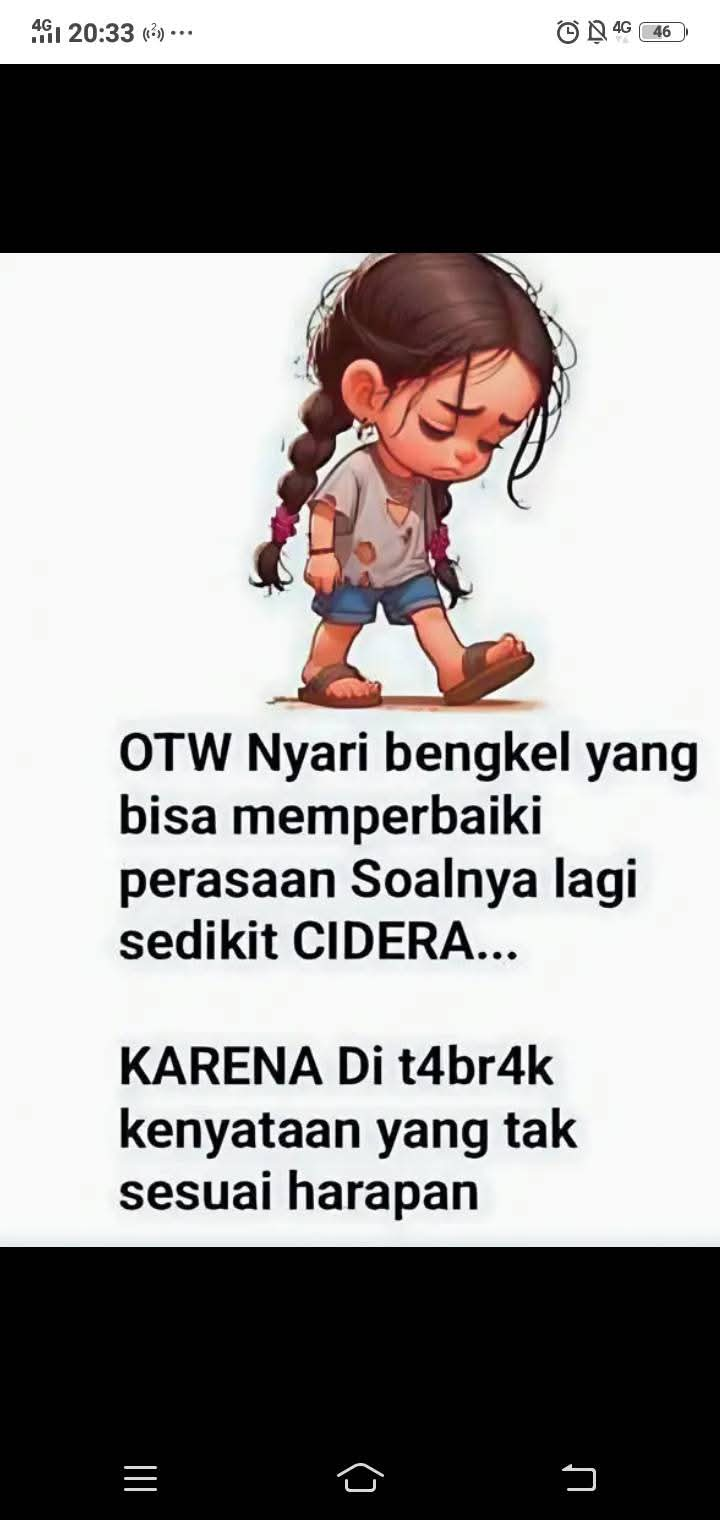 4G 20:33 ... 4G 46
OTW Nyari bengkel yang
bisa memperbaiki
perasaan Soalnya lagi
sedikit CIDERA...
KARENA Di t4br4k
kenyataan yang tak
sesuai harapan